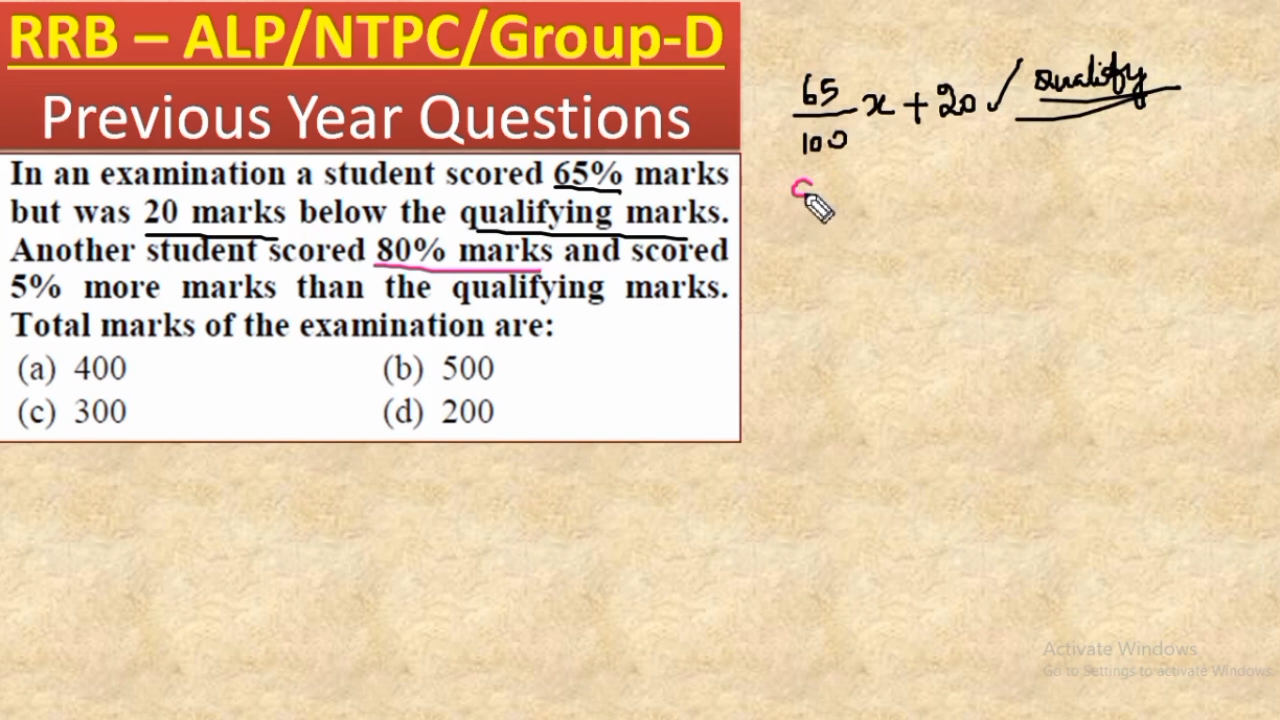 RRB – ALP/NTPC/Group-D
Previous Year Questions
In an examination a student scored 65% marks
but was 20 marks below the qualifying marks.
Another student scored 80% marks and scored
5% more marks than the qualifying marks.
Total marks of the examination are:
(a) 400 (b) 500
(c) 300 (d) 200
65/100 x + 20 ✓ Qualify
Activate Windows
Go to Settings to activate Windows.